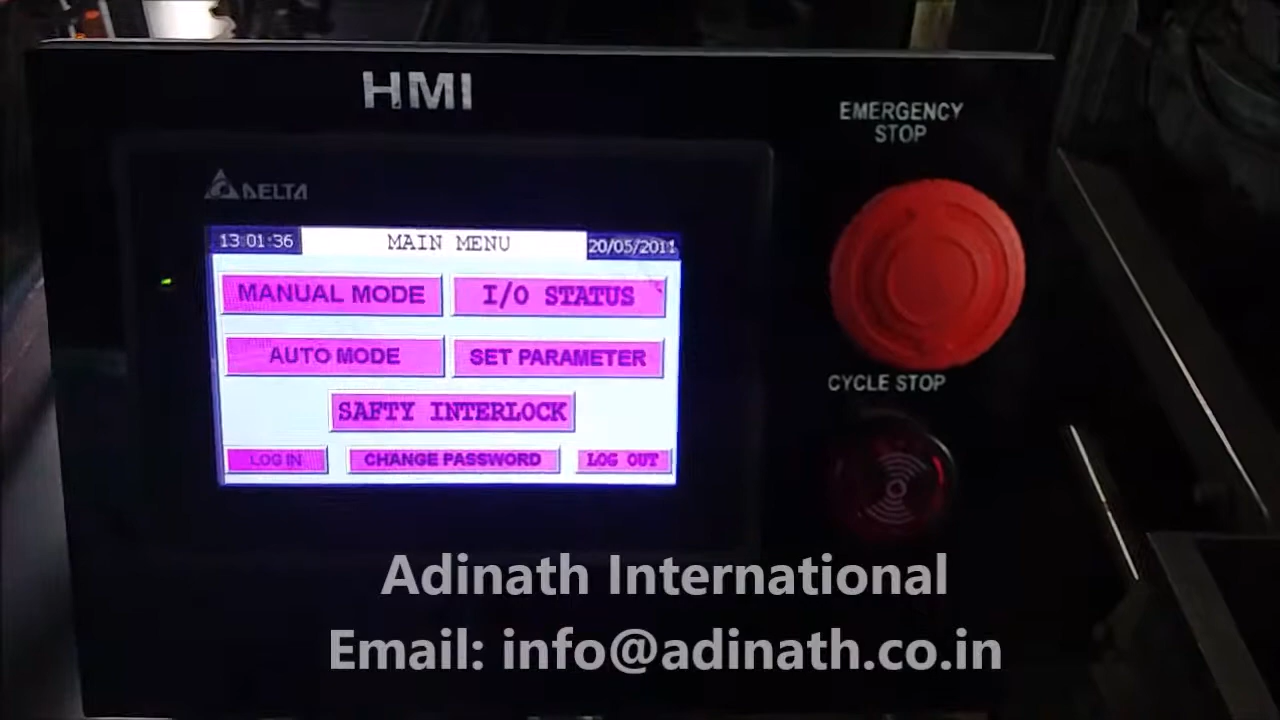 HMI
EMERGENCY
STOP
DELTA
13:01:36
MAIN MENU
20/05/2011
MANUAL MODE
I/O STATUS
AUTO MODE
SET PARAMETER
CYCLE STOP
SAFTY INTERLOCK
LOG IN
CHANGE PASSWORD
LOG OUT
Adinath International
Email: info@adinath.co.in